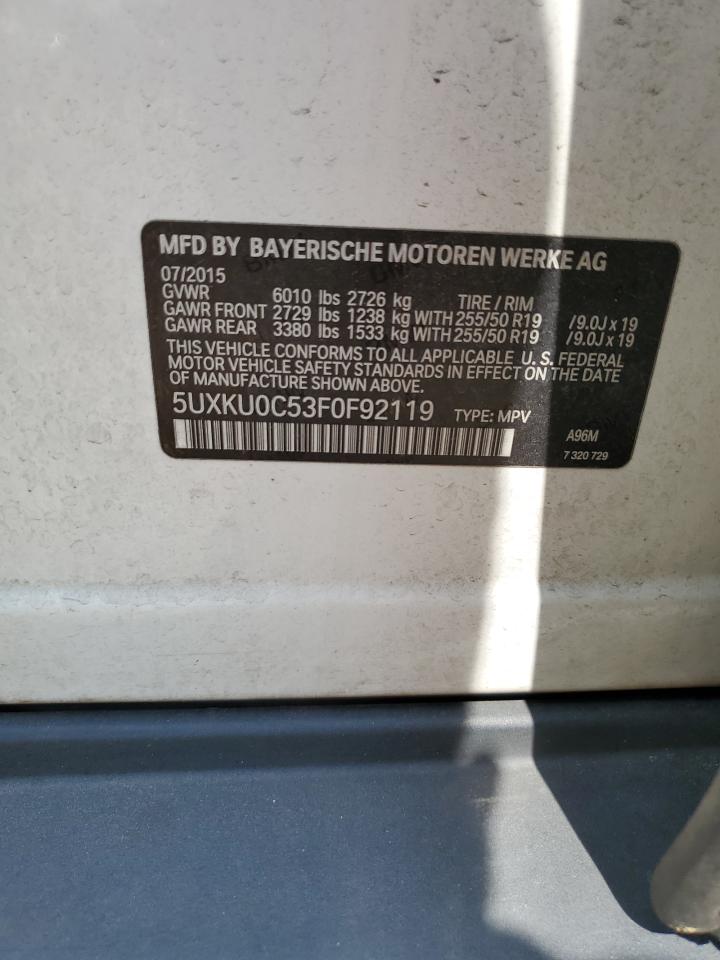 MFD BY BAYERISCHE MOTOREN WERKE AG
07/2015
GVWR 6010 lbs 2726 kg TIRE / RIM
GAWR FRONT 2729 lbs 1238 kg WITH 255/50 R19 /9.0J x 19
GAWR REAR 3380 lbs 1533 kg WITH 255/50 R19 /9.0J x 19
THIS VEHICLE CONFORMS TO ALL APPLICABLE U. S. FEDERAL
MOTOR VEHICLE SAFETY STANDARDS IN EFFECT ON THE DATE
OF MANUFACTURE SHOWN ABOVE.
5UXKU0C53F0F92119 TYPE: MPV
A96M
7 320 729